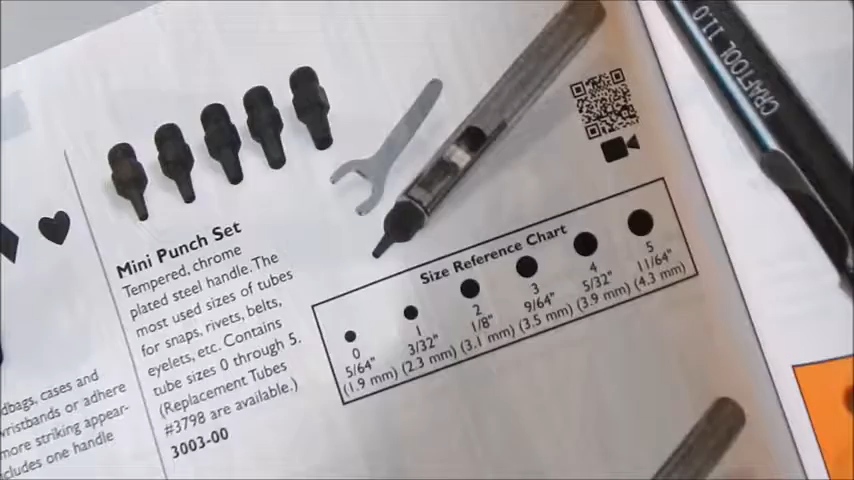 CRAFTOOL 11.0
Mini Punch Set
Tempered, chrome
plated steel handle. The
most used sizes of tubes
for snaps, rivets, belts,
eyelets, etc. Contains
tube sizes 0 through 5.
(Replacement Tubes
#3798 are available.)
3003-00
Size Reference Chart
0 1 2 3 4 5
5/64" 3/32" 1/8" 9/64" 5/32" 11/64"
(1.9 mm) (2.3 mm) (3.1 mm) (3.5 mm) (3.9 mm) (4.3 mm)
dbags, cases and
wristbands or adhere
more striking appear-
cludes one handle